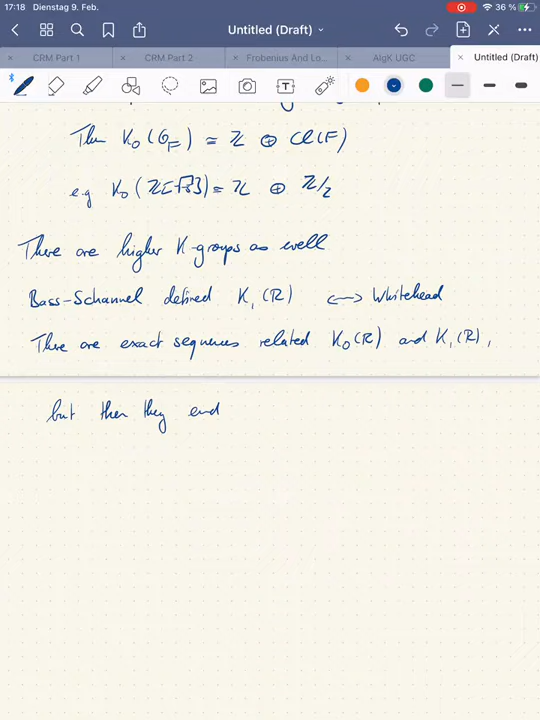 17:18 Dienstag 9. Feb.
36 %
Untitled (Draft)
CRM Part 1
CRM Part 2
Frobenius And Lo...
AlgK UGC
Untitled (Draft)
Then K₀(O_F) ≅ ℤ ⊕ Cl(F)
e.g K₀(ℤ[√-5]) = ℤ ⊕ ℤ/2
There are higher K-groups as well
Bass-Schannel defined K₁(R) ⟷ Whitehead
There are exact sequences related K₀(R) and K₁(R),
but then they end